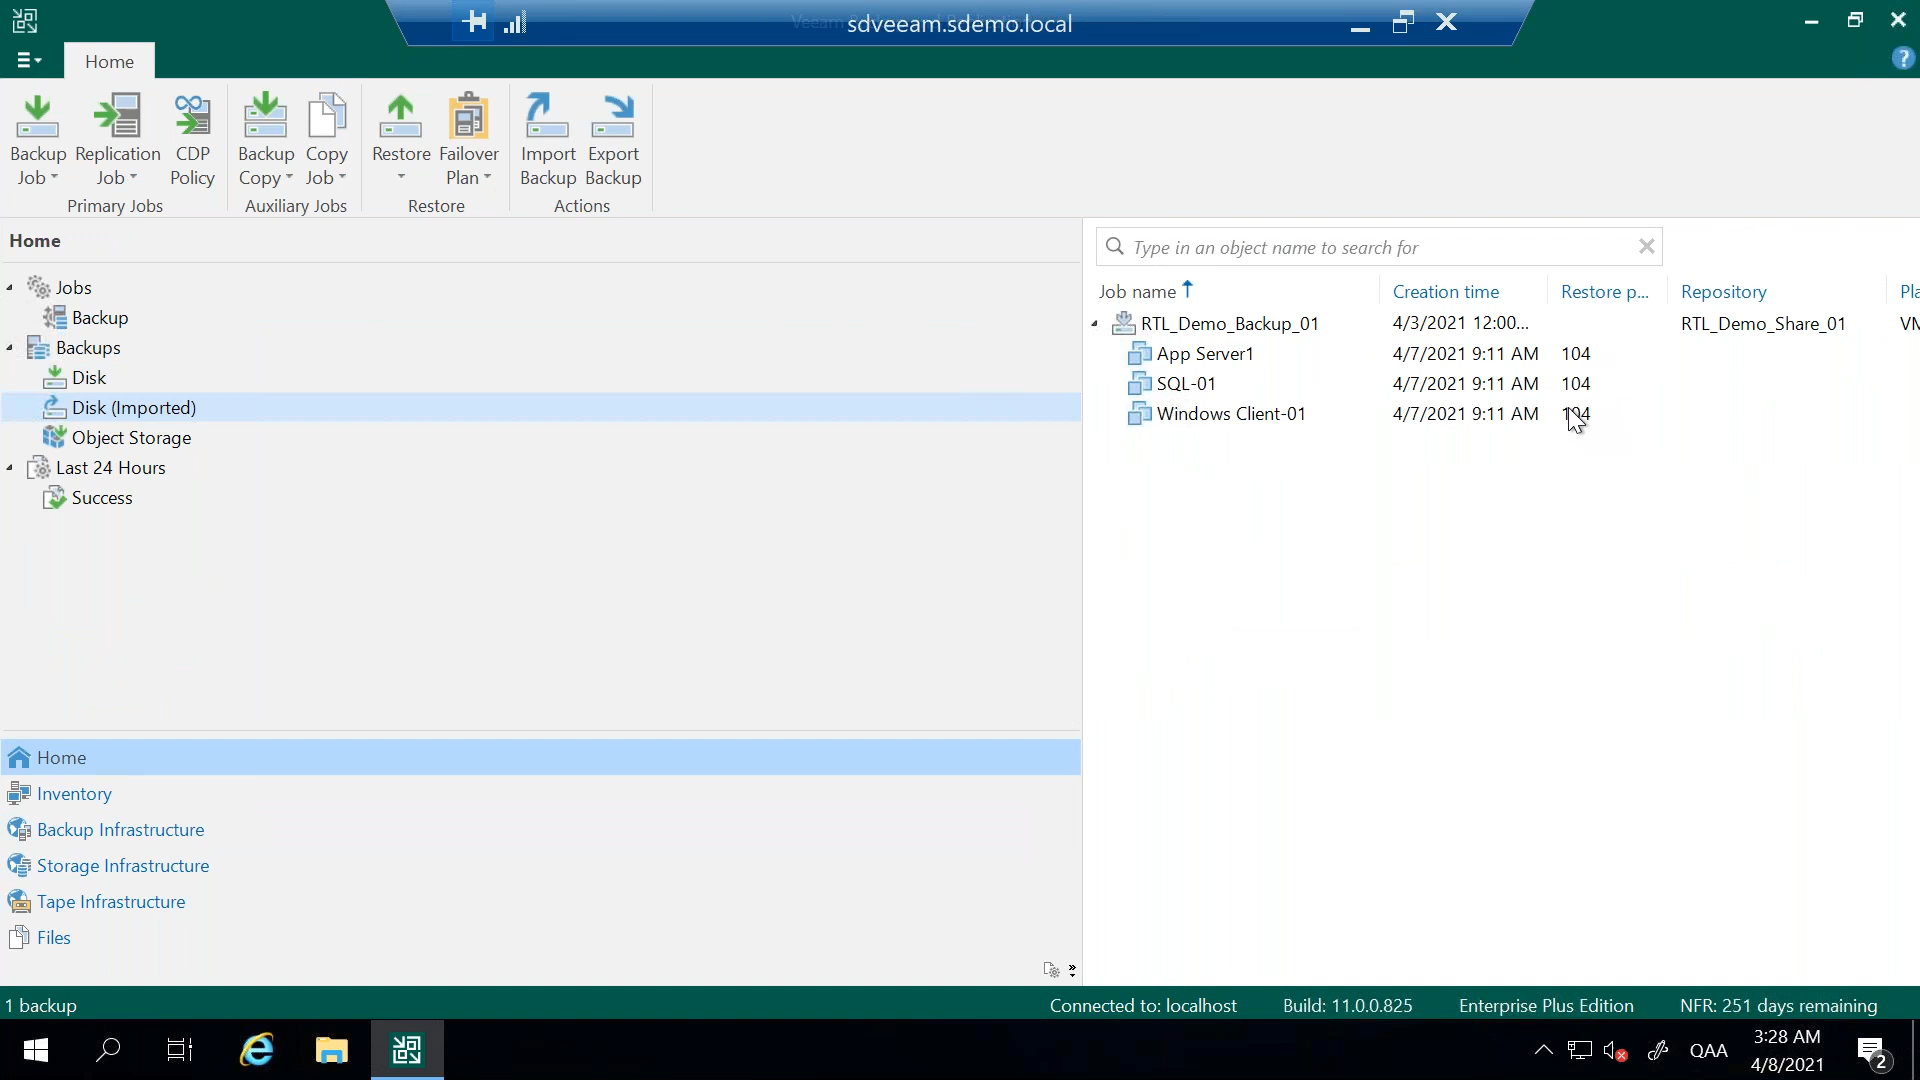 sdveeam.sdemo.local
Home
Backup Job
Replication Job
CDP Policy
Backup Copy
Copy Job
Restore
Failover Plan
Import Backup
Export Backup
Primary Jobs
Auxiliary Jobs
Restore
Actions
Home
Jobs
Backup
Backups
Disk
Disk (Imported)
Object Storage
Last 24 Hours
Success
Home
Inventory
Backup Infrastructure
Storage Infrastructure
Tape Infrastructure
Files
Type in an object name to search for
Job name Creation time Restore p... Repository
RTL_Demo_Backup_01 4/3/2021 12:00... RTL_Demo_Share_01
App Server1 4/7/2021 9:11 AM 104
SQL-01 4/7/2021 9:11 AM 104
Windows Client-01 4/7/2021 9:11 AM 104
1 backup Connected to: localhost Build: 11.0.0.825 Enterprise Plus Edition NFR: 251 days remaining
QAA
3:28 AM
4/8/2021
2